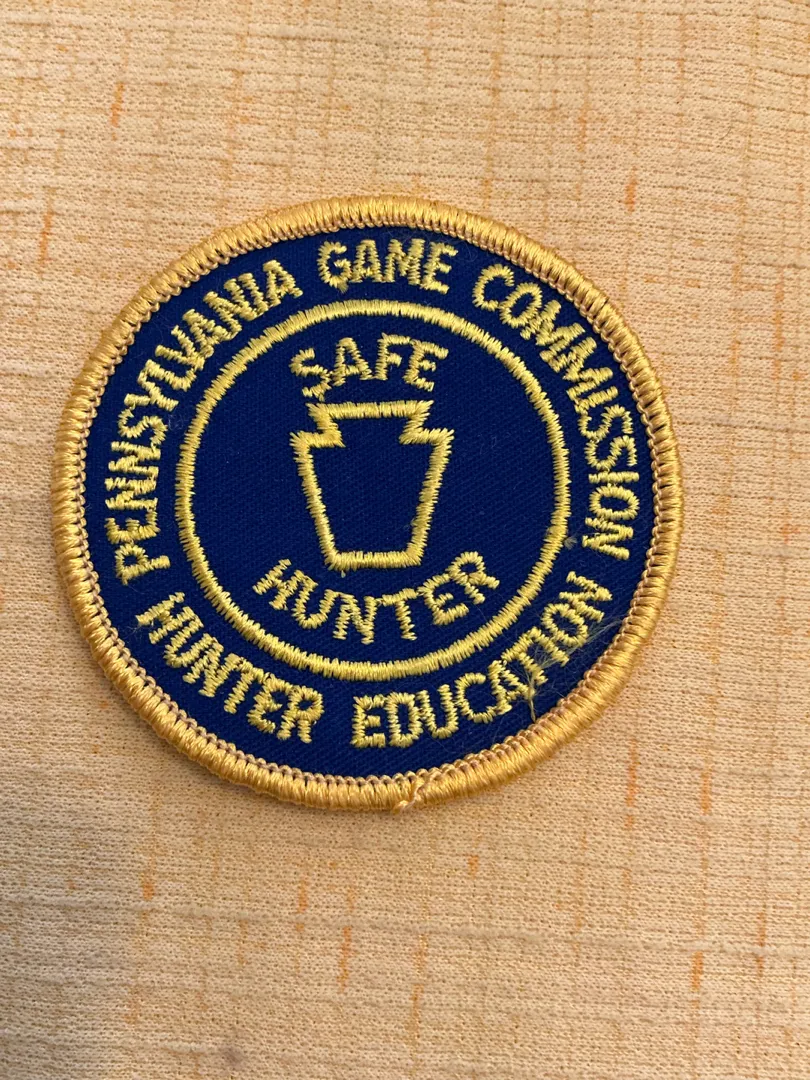 PENNSYLVANIA GAME COMMISSION
SAFE
HUNTER
HUNTER EDUCATION